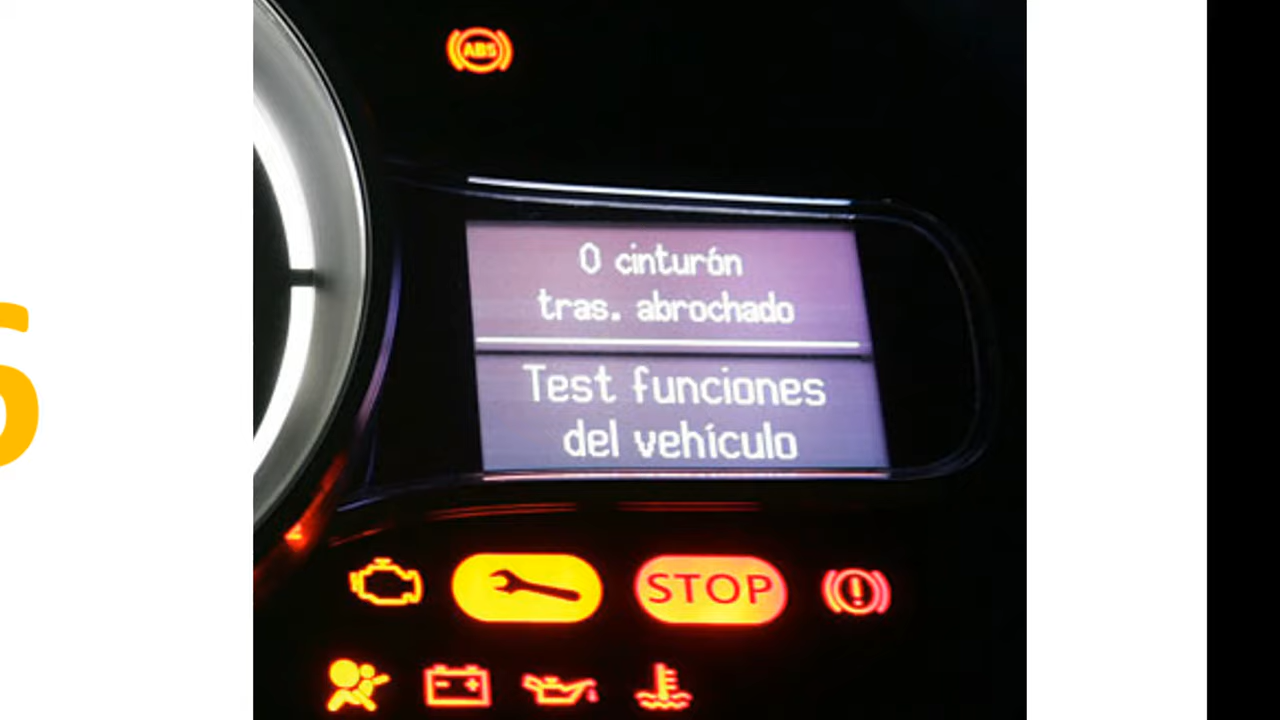 ABS
0 cinturón
tras. abrochado
Test funciones
del vehículo
STOP